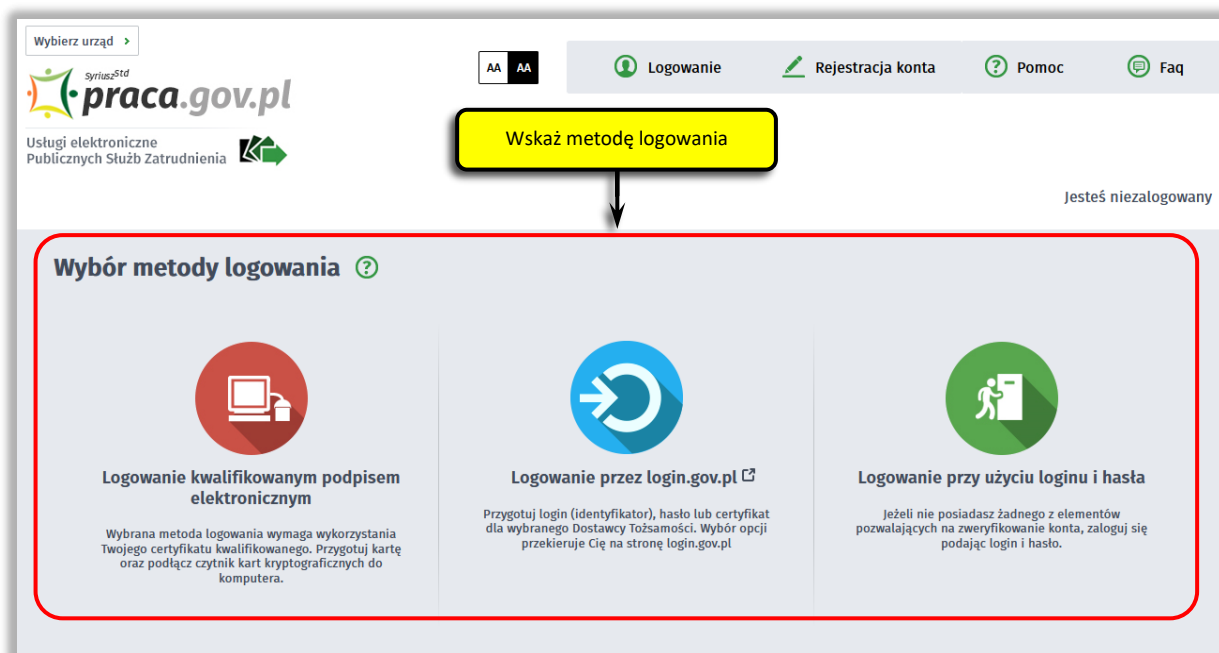 Wybierz urząd
AA AA
Logowanie
Rejestracja konta
Pomoc
Faq
SyriuszStd
praca.gov.pl
Usługi elektroniczne
Publicznych Służb Zatrudnienia
Wskaż metodę logowania
Jesteś niezalogowany
Wybór metody logowania
Logowanie kwalifikowanym podpisem
elektronicznym
Wybrana metoda logowania wymaga wykorzystania
Twojego certyfikatu kwalifikowanego. Przygotuj kartę
oraz podłącz czytnik kart kryptograficznych do
komputera.
Logowanie przez login.gov.pl
Przygotuj login (identyfikator), hasło lub certyfikat
dla wybranego Dostawcy Tożsamości. Wybór opcji
przekieruje Cię na stronę login.gov.pl
Logowanie przy użyciu loginu i hasła
Jeżeli nie posiadasz żadnego z elementów
pozwalających na zweryfikowanie konta, zaloguj się
podając login i hasło.